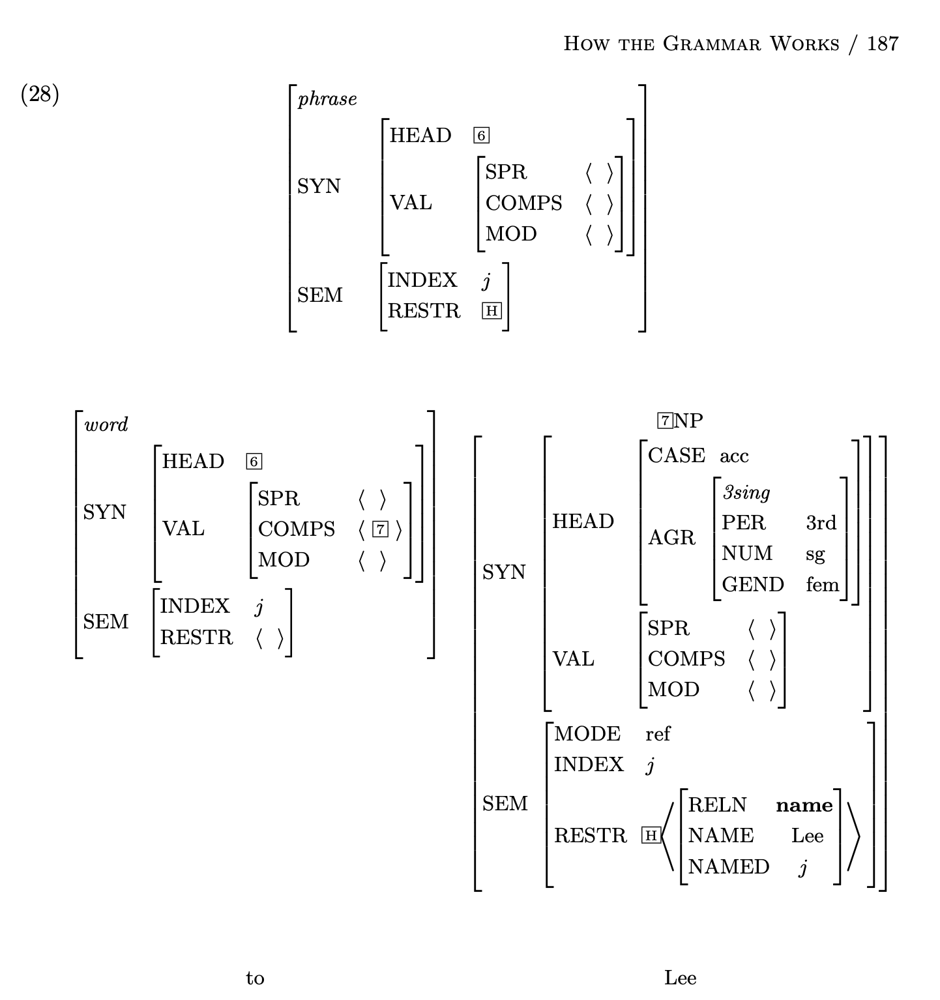 HOW THE GRAMMAR WORKS / 187
(28)
phrase
HEAD 6
SPR ⟨ ⟩
SYN
VAL COMPS ⟨ ⟩
MOD ⟨ ⟩
INDEX j
SEM
RESTR H
word
HEAD 6
SPR ⟨ ⟩
SYN
VAL COMPS ⟨ 7 ⟩
MOD ⟨ ⟩
INDEX j
SEM
RESTR ⟨ ⟩
7NP
CASE acc
3sing
HEAD
PER 3rd
AGR
NUM sg
SYN
GEND fem
SPR ⟨ ⟩
VAL COMPS ⟨ ⟩
MOD ⟨ ⟩
MODE ref
INDEX j
SEM
RELN name
RESTR H⟨ NAME Lee ⟩
NAMED j
to Lee